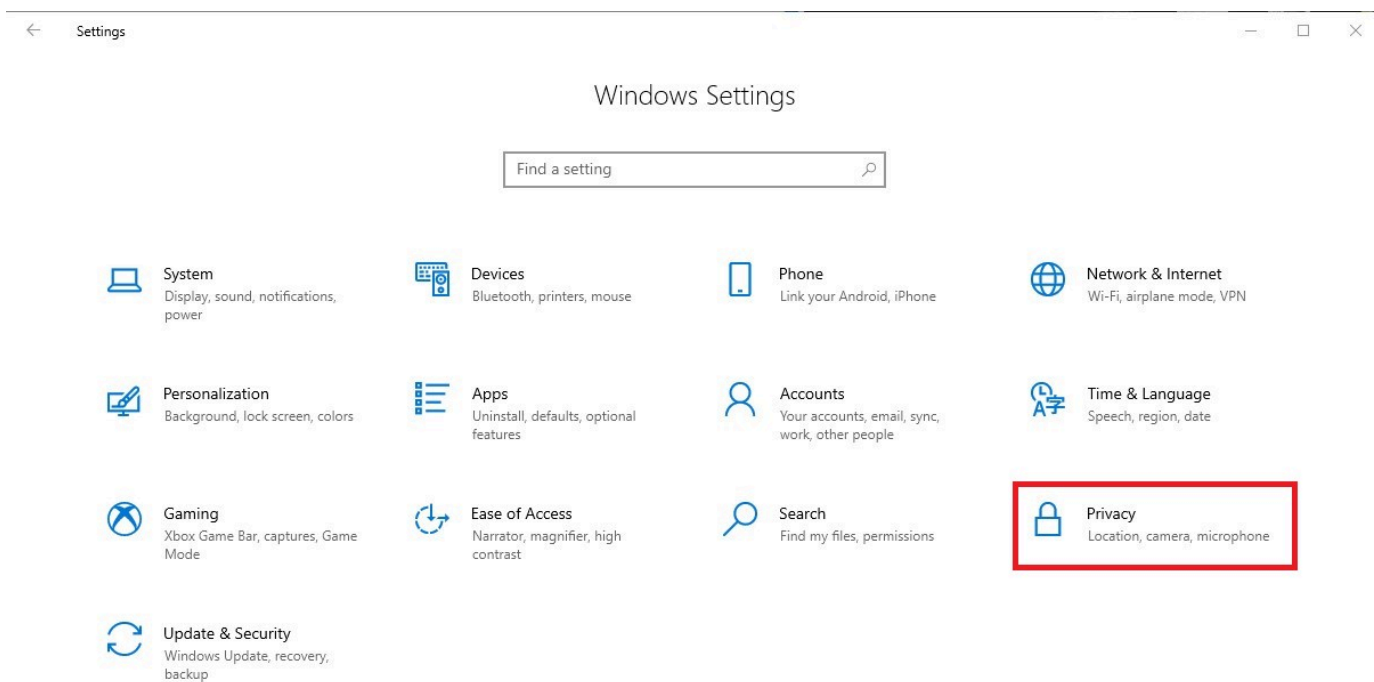 Settings
Windows Settings
Find a setting
System
Display, sound, notifications,
power
Devices
Bluetooth, printers, mouse
Phone
Link your Android, iPhone
Network & Internet
Wi-Fi, airplane mode, VPN
Personalization
Background, lock screen, colors
Apps
Uninstall, defaults, optional
features
Accounts
Your accounts, email, sync,
work, other people
Time & Language
Speech, region, date
Gaming
Xbox Game Bar, captures, Game
Mode
Ease of Access
Narrator, magnifier, high
contrast
Search
Find my files, permissions
Privacy
Location, camera, microphone
Update & Security
Windows Update, recovery,
backup